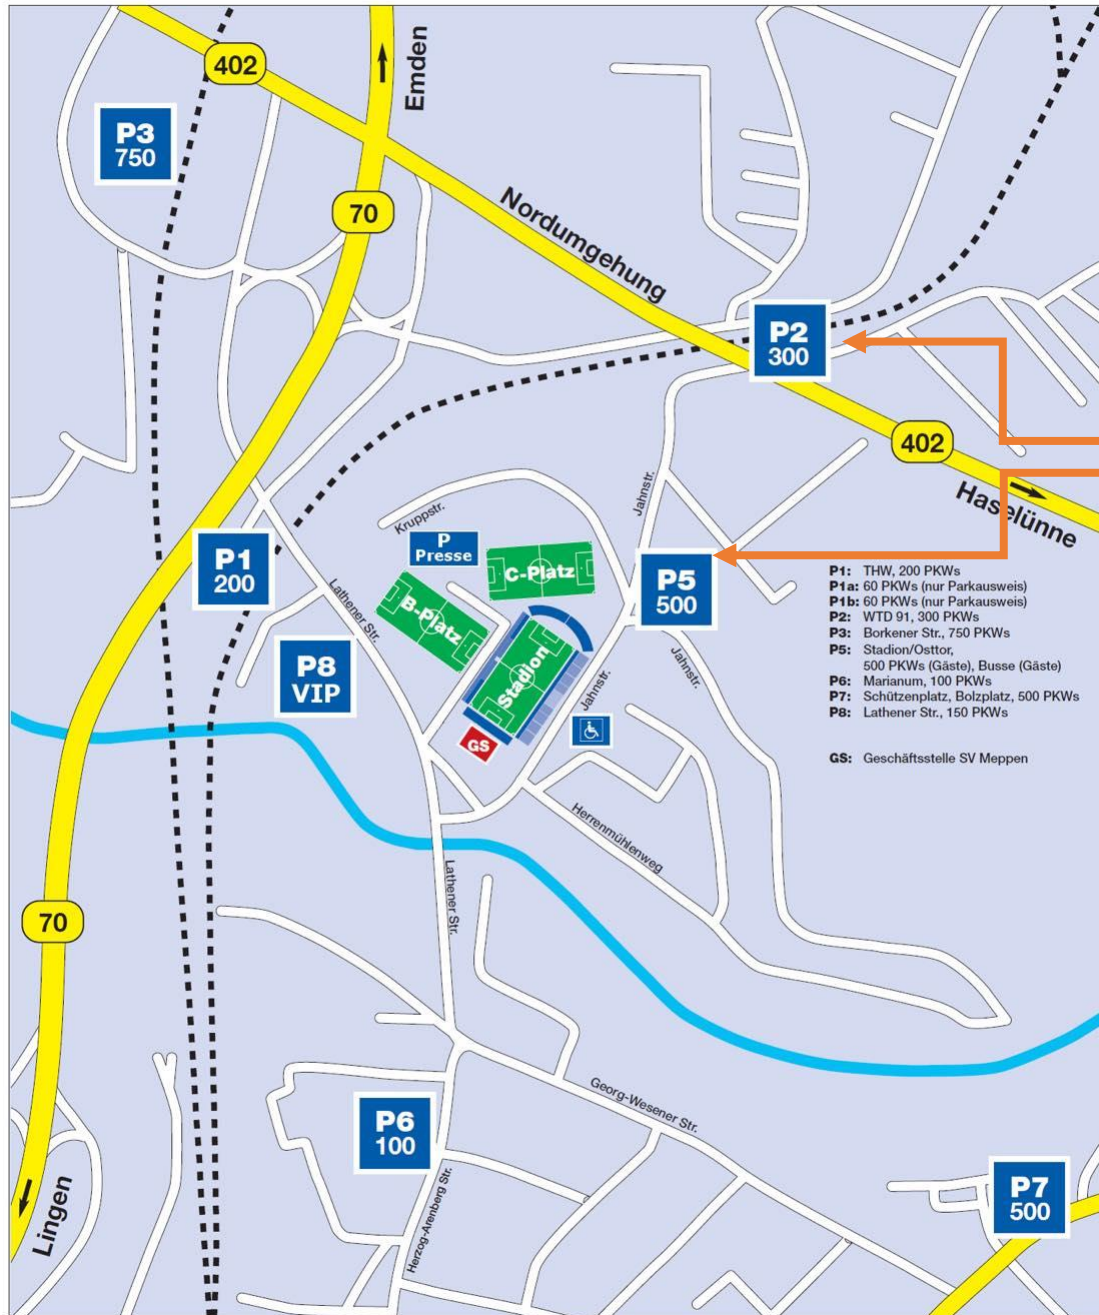 402
Emden
P3
750
70
Nordumgehung
P2
300
402
Haselünne
Jahnstr.
Kruppstr.
P
Presse
C-Platz
B-Platz
Stadion
P1
200
Lathener Str.
P5
500
P8
VIP
Jahnstr.
Jahnstr.
GS
P1: THW, 200 PKWs
P1a: 60 PKWs (nur Parkausweis)
P1b: 60 PKWs (nur Parkausweis)
P2: WTD 91, 300 PKWs
P3: Borkener Str., 750 PKWs
P5: Stadion/Osttor,
500 PKWs (Gäste), Busse (Gäste)
P6: Marianum, 100 PKWs
P7: Schützenplatz, Bolzplatz, 500 PKWs
P8: Lathener Str., 150 PKWs
GS: Geschäftsstelle SV Meppen
Herrenmühlenweg
Lathener Str.
70
Georg-Wesener Str.
P6
100
Herzog-Arenberg Str.
P7
500
Lingen